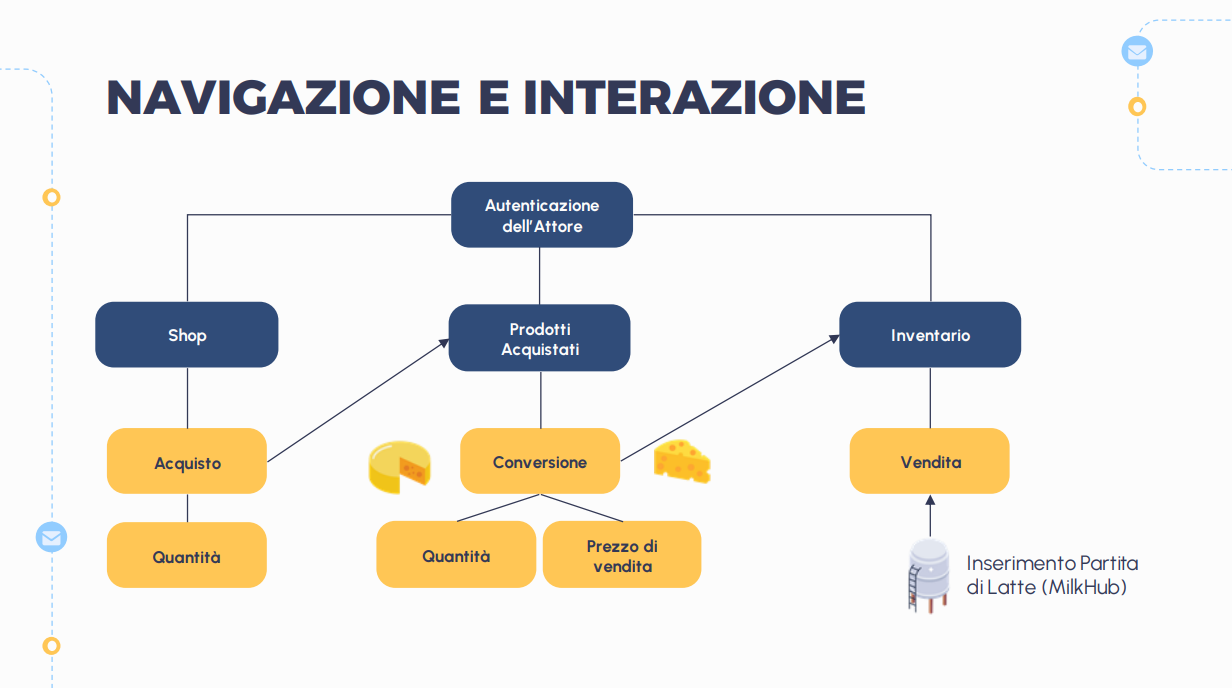 NAVIGAZIONE E INTERAZIONE
Autenticazione
dell'Attore
Shop
Prodotti
Acquistati
Inventario
Acquisto
Conversione
Vendita
Quantità
Quantità
Prezzo di
vendita
Inserimento Partita
di Latte (MilkHub)